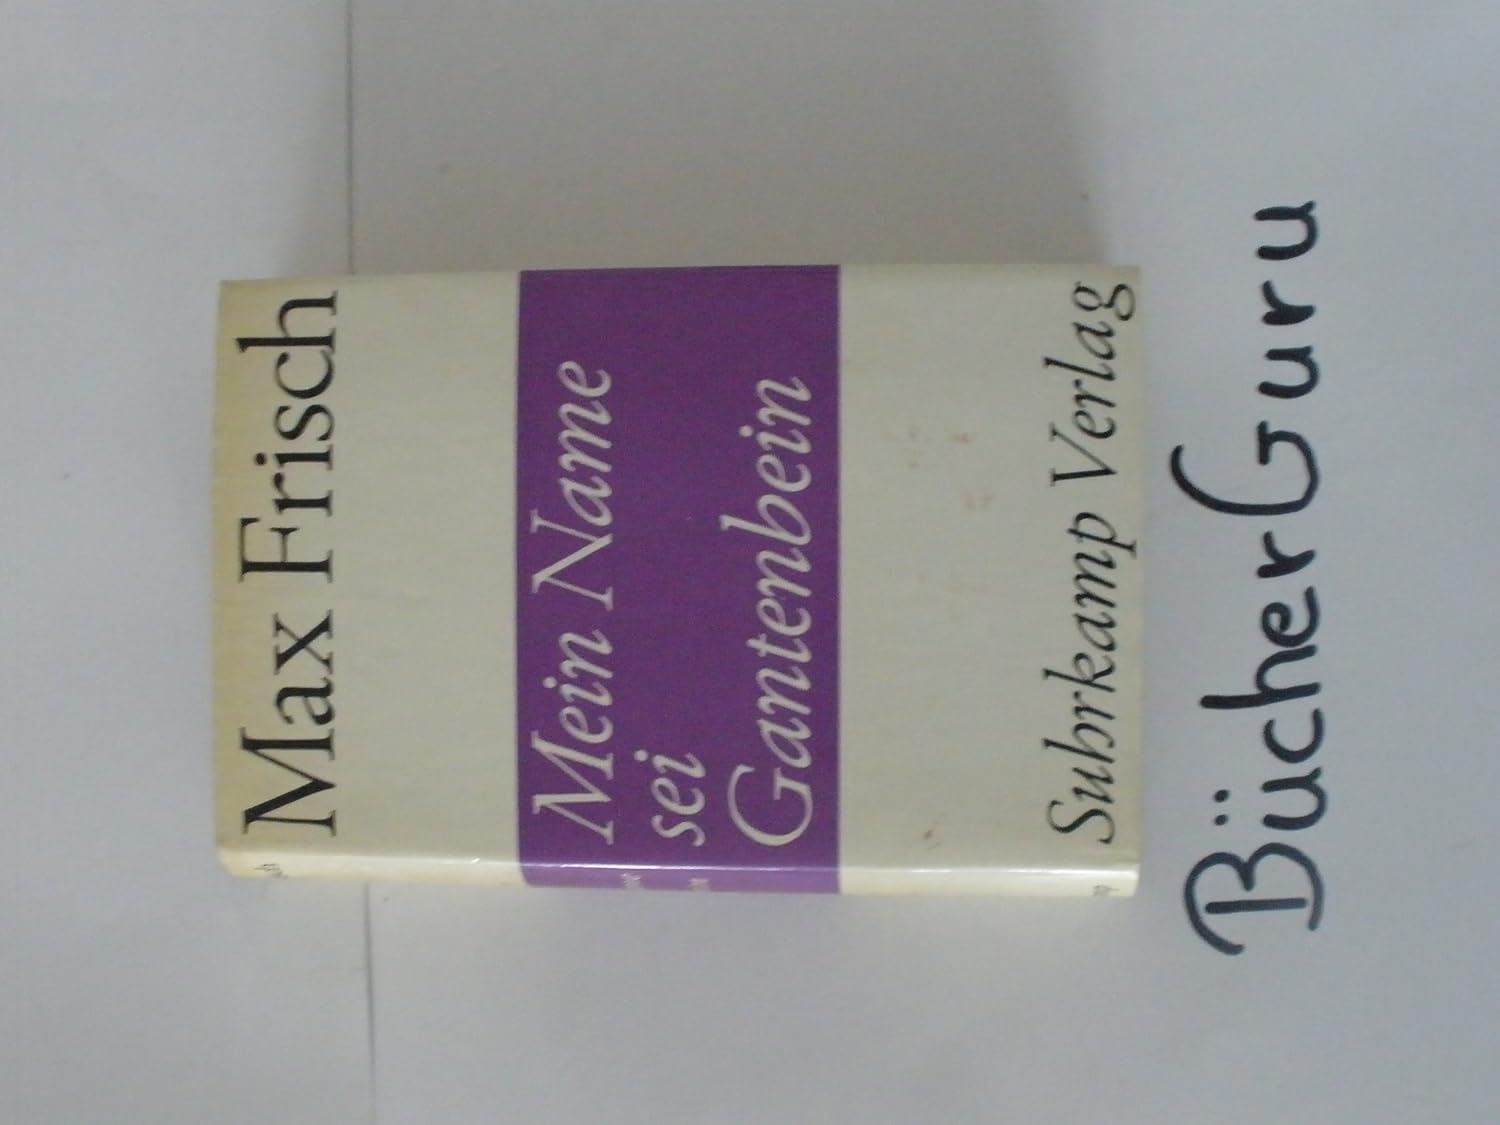 Max Frisch
Mein Name
sei
Gantenbein
Suhrkamp Verlag
BücherGuru